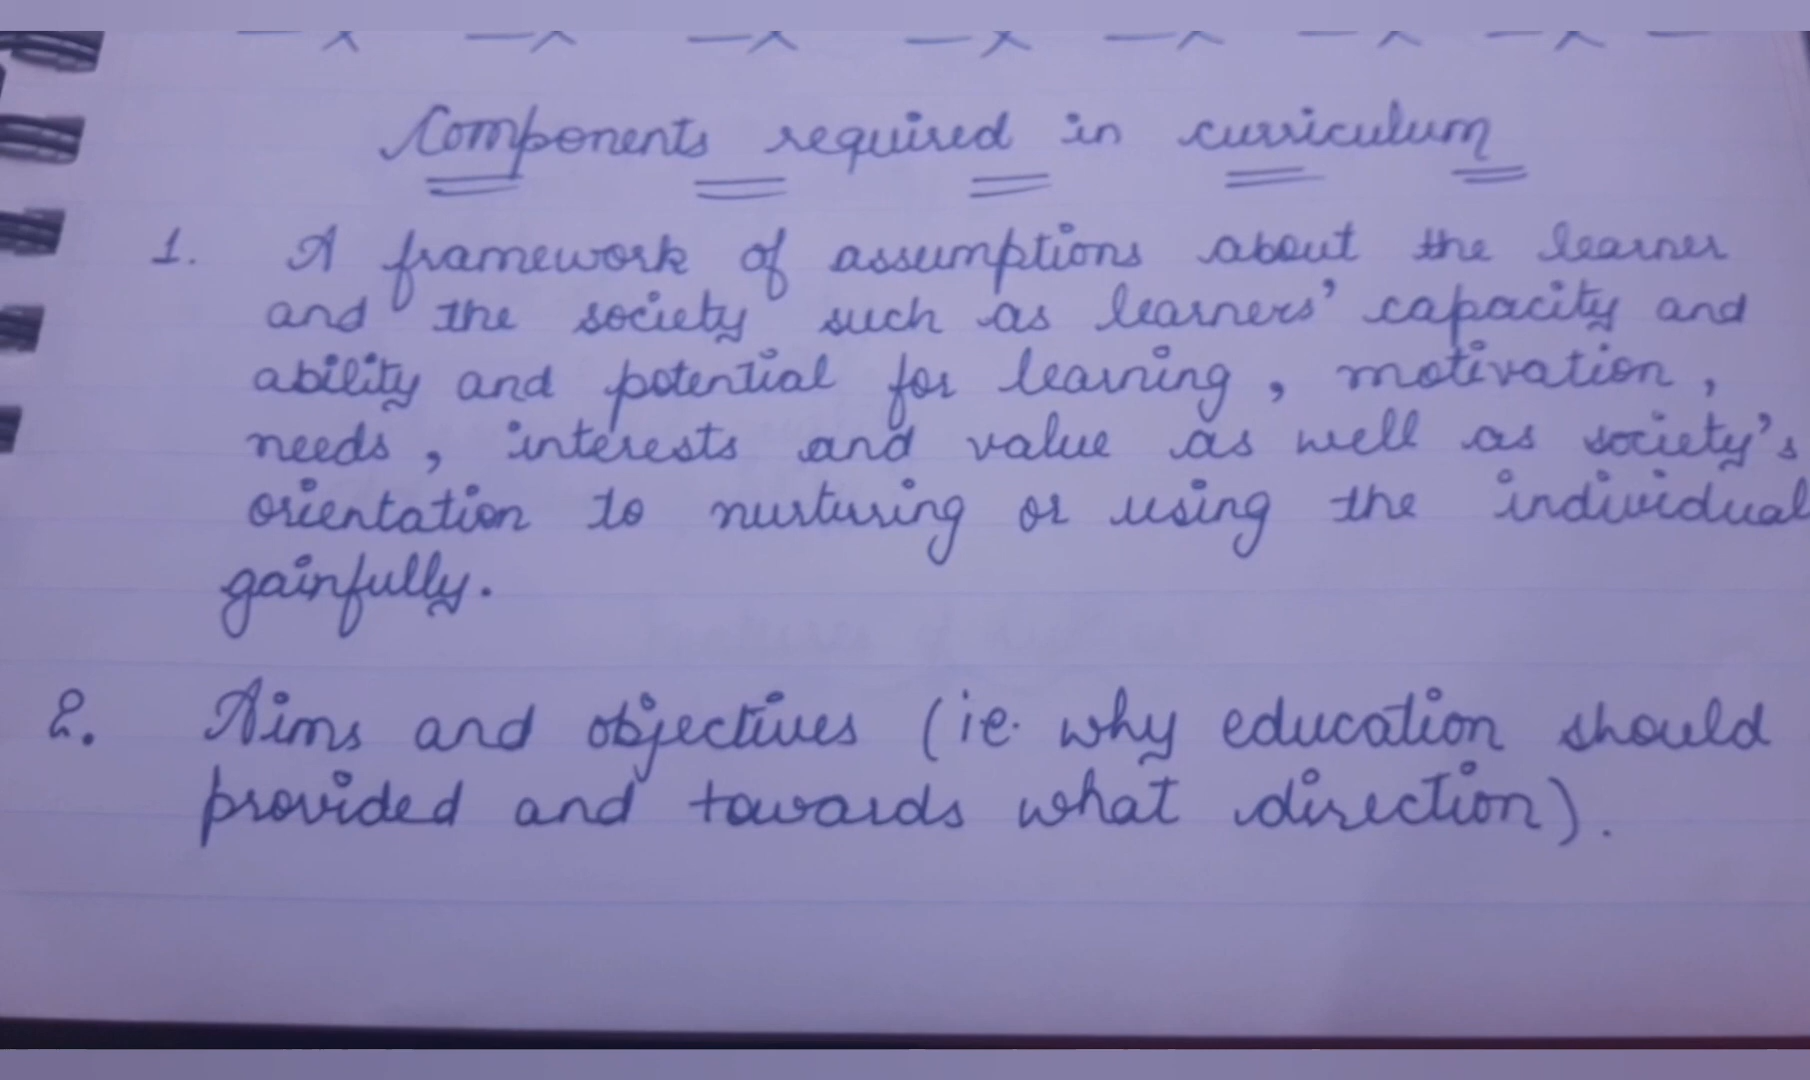 Components required in curriculum
1. A framework of assumptions about the learner
and the society such as learners' capacity and
ability and potential for learning, motivation,
needs, interests and value as well as society's
orientation to nurturing or using the individual
gainfully.
2. Aims and objectives (ie. why education should
provided and towards what direction).